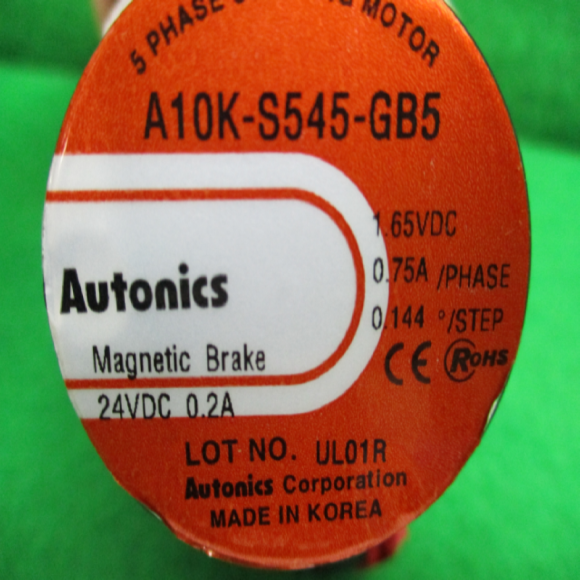 5 PHASE MOTOR
A10K-S545-GB5
1.65VDC
0.75A /PHASE
0.144 °/STEP
Autonics
Magnetic Brake
24VDC 0.2A
CE RoHS
LOT NO. UL01R
Autonics Corporation
MADE IN KOREA